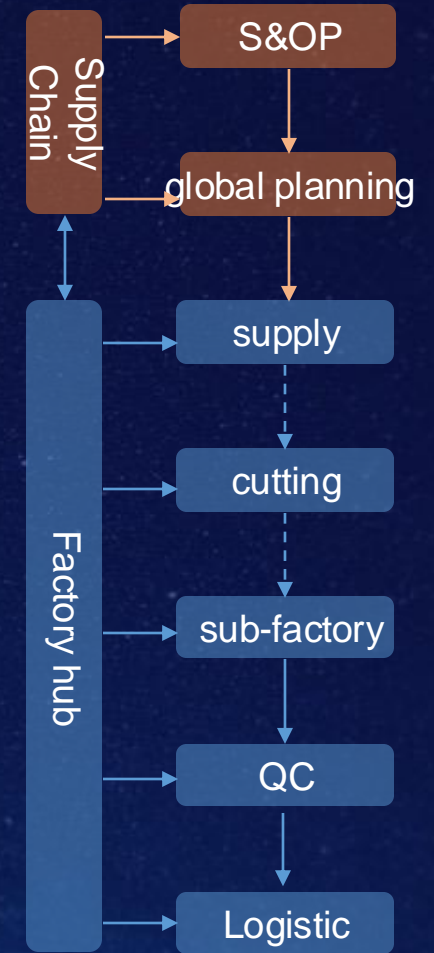 Supply
Chain
S&OP
global planning
Factory hub
supply
cutting
sub-factory
QC
Logistic